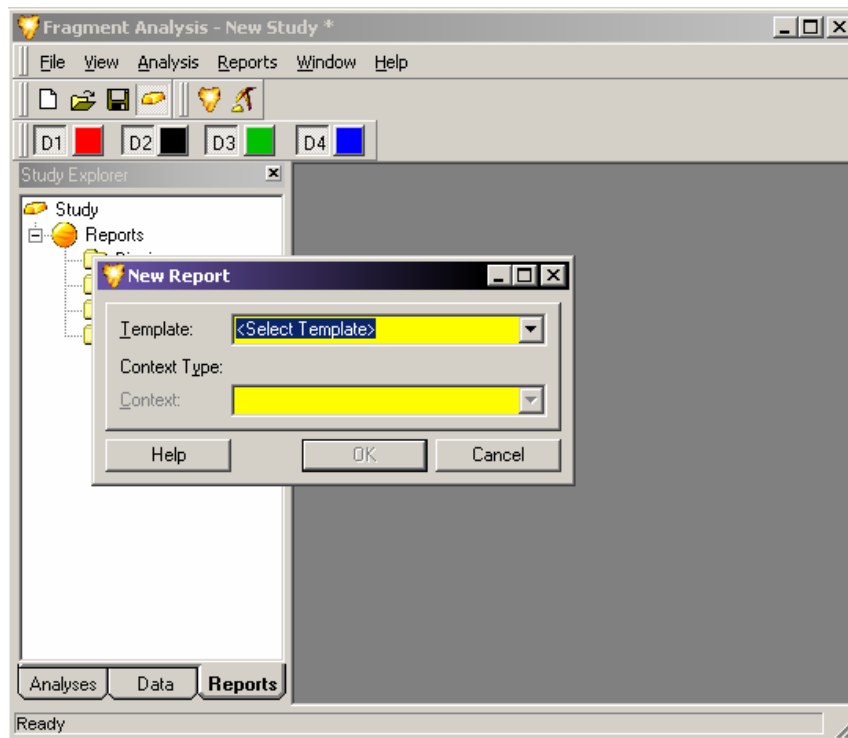 Fragment Analysis - New Study *
File View Analysis Reports Window Help
D1 D2 D3 D4
Study Explorer
Study
Reports
New Report
Template: <Select Template>
Context Type:
Context:
Help OK Cancel
Analyses Data Reports
Ready